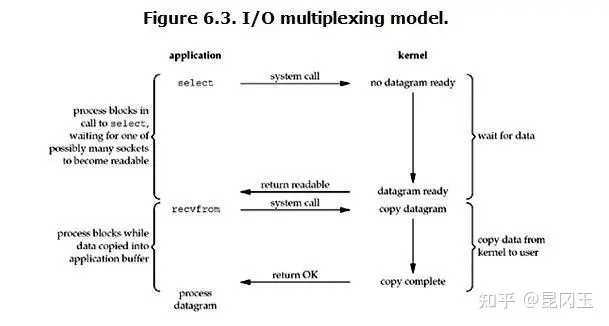 Figure 6.3. I/O multiplexing model.
application
kernel
select
system call
no datagram ready
process blocks in
call to select,
waiting for one of
possibly many sockets
to become readable
wait for data
return readable
datagram ready
recvfrom
system call
copy datagram
process blocks while
data copied into
application buffer
copy data from
kernel to user
return OK
copy complete
process
datagram
知乎 @昆冈玉